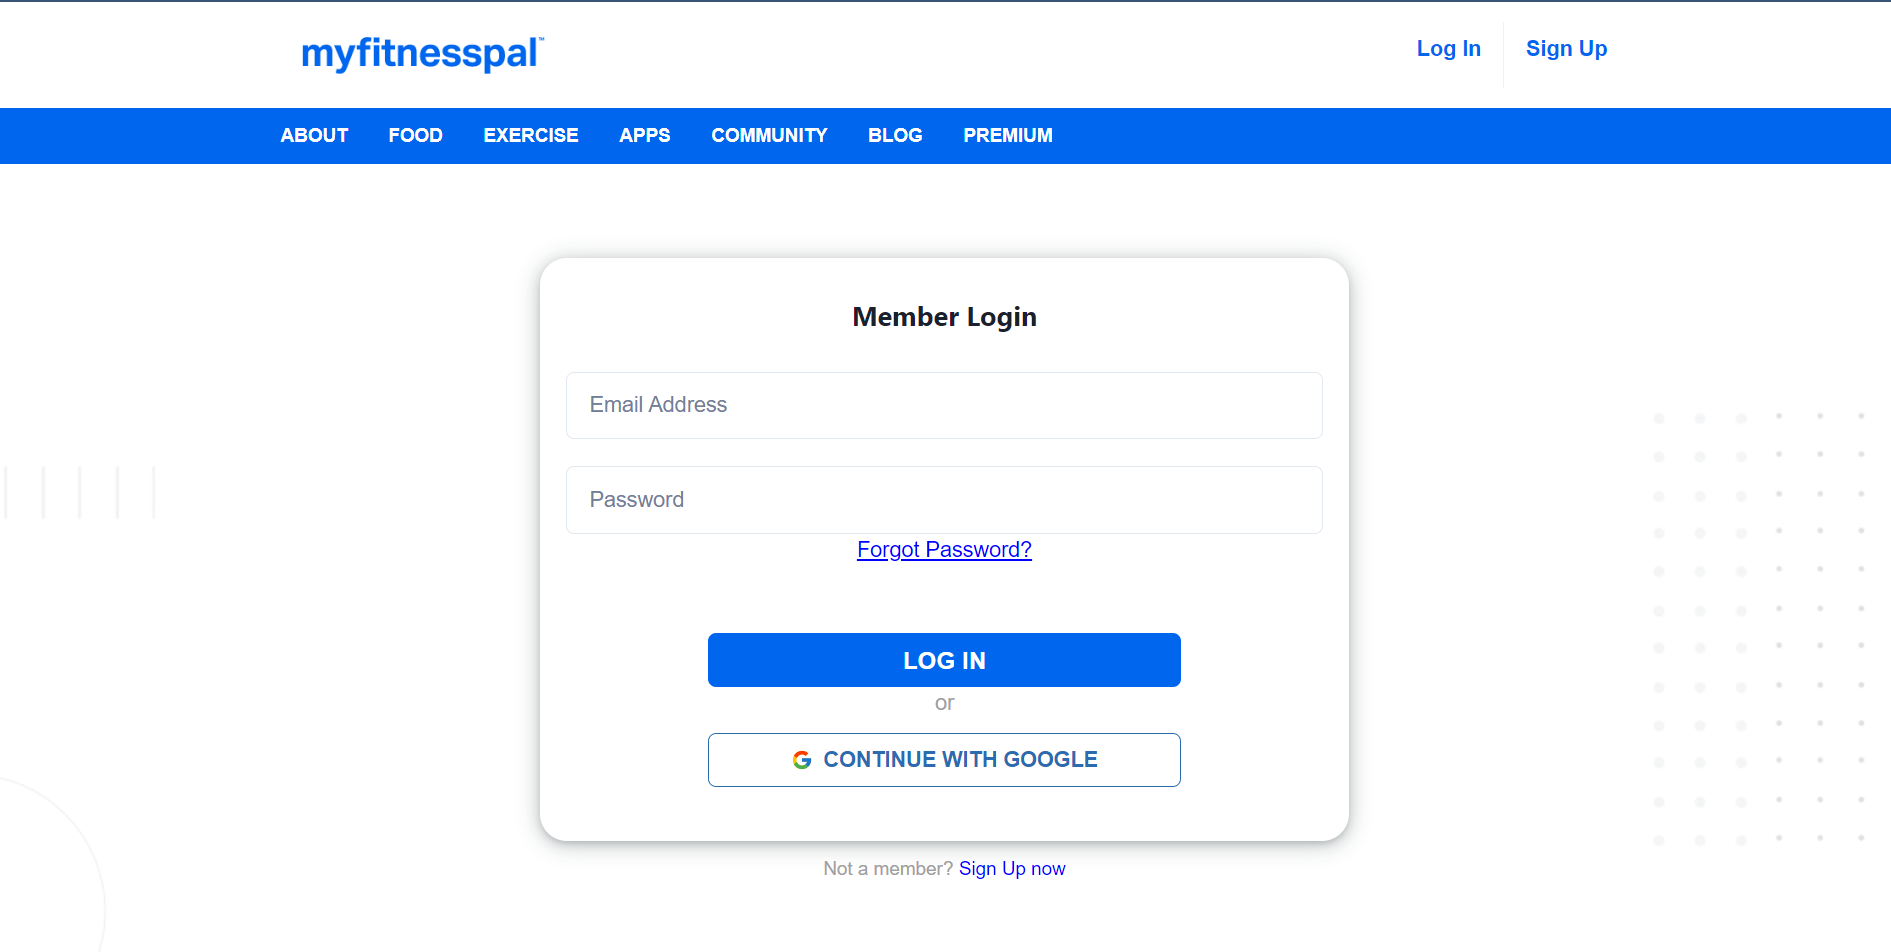 myfitnesspal™
Log In
Sign Up
ABOUT FOOD EXERCISE APPS COMMUNITY BLOG PREMIUM
Member Login
Email Address
Password
Forgot Password?
LOG IN
or
CONTINUE WITH GOOGLE
Not a member? Sign Up now